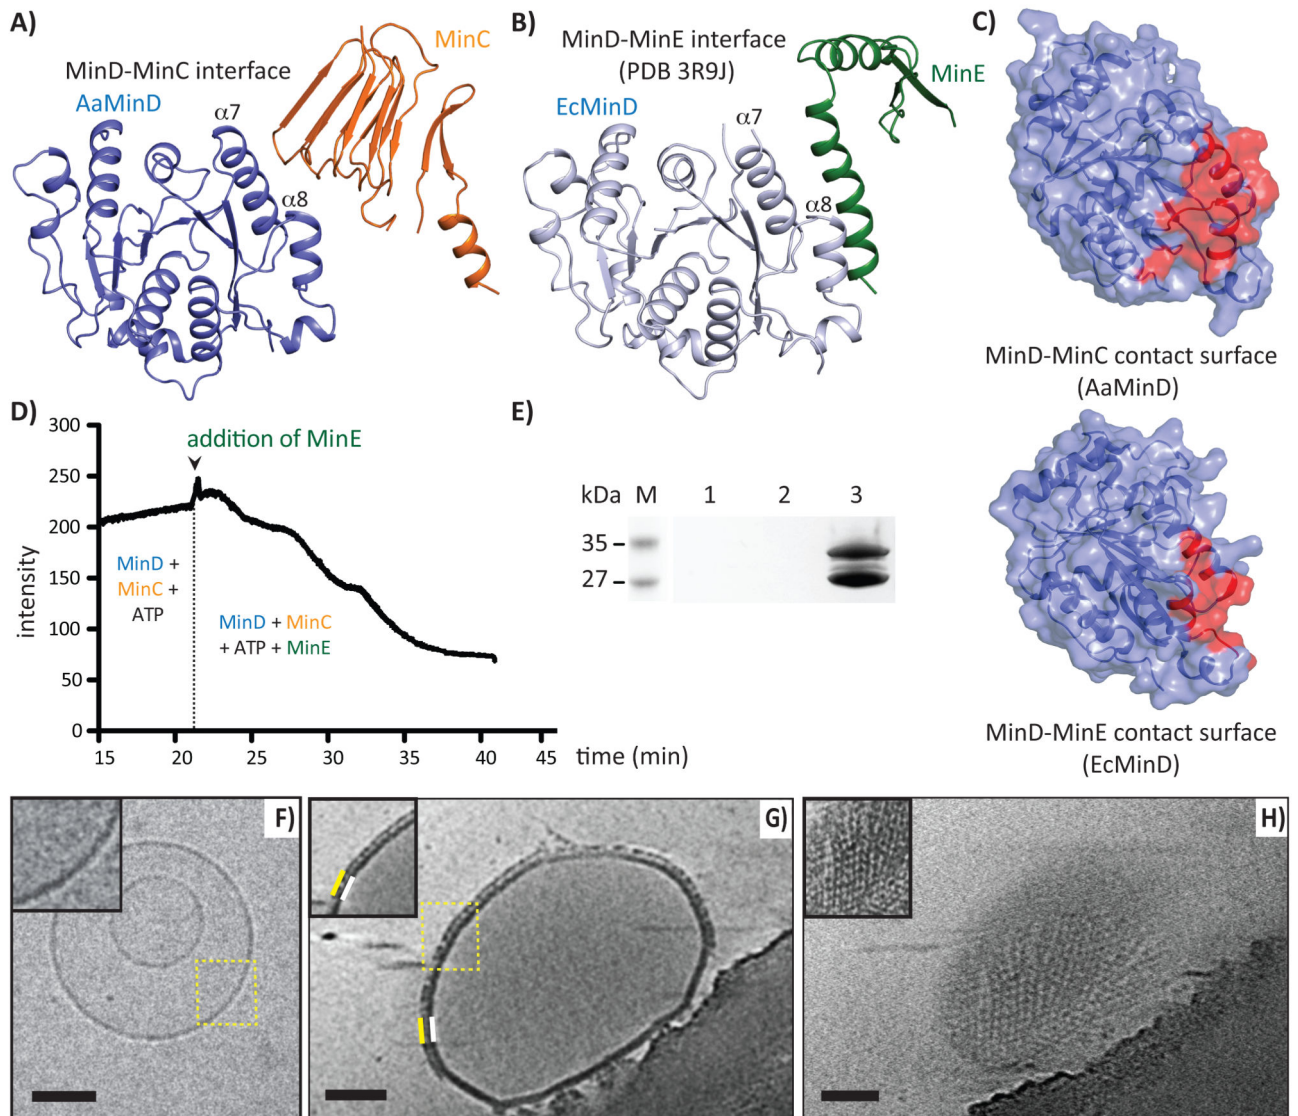 A)
MinD-MinC interface
AaMinD
MinC
α7
α8
B)
MinD-MinE interface
(PDB 3R9J)
EcMinD
MinE
α7
α8
C)
MinD-MinC contact surface
(AaMinD)
MinD-MinE contact surface
(EcMinD)
D)
addition of MinE
300
250
200
150
100
50
0
intensity
MinD +
MinC +
ATP
MinD + MinC
+ ATP + MinE
15
20
25
30
35
40
45
time (min)
E)
kDa M 1 2 3
35
27
F)
G)
H)